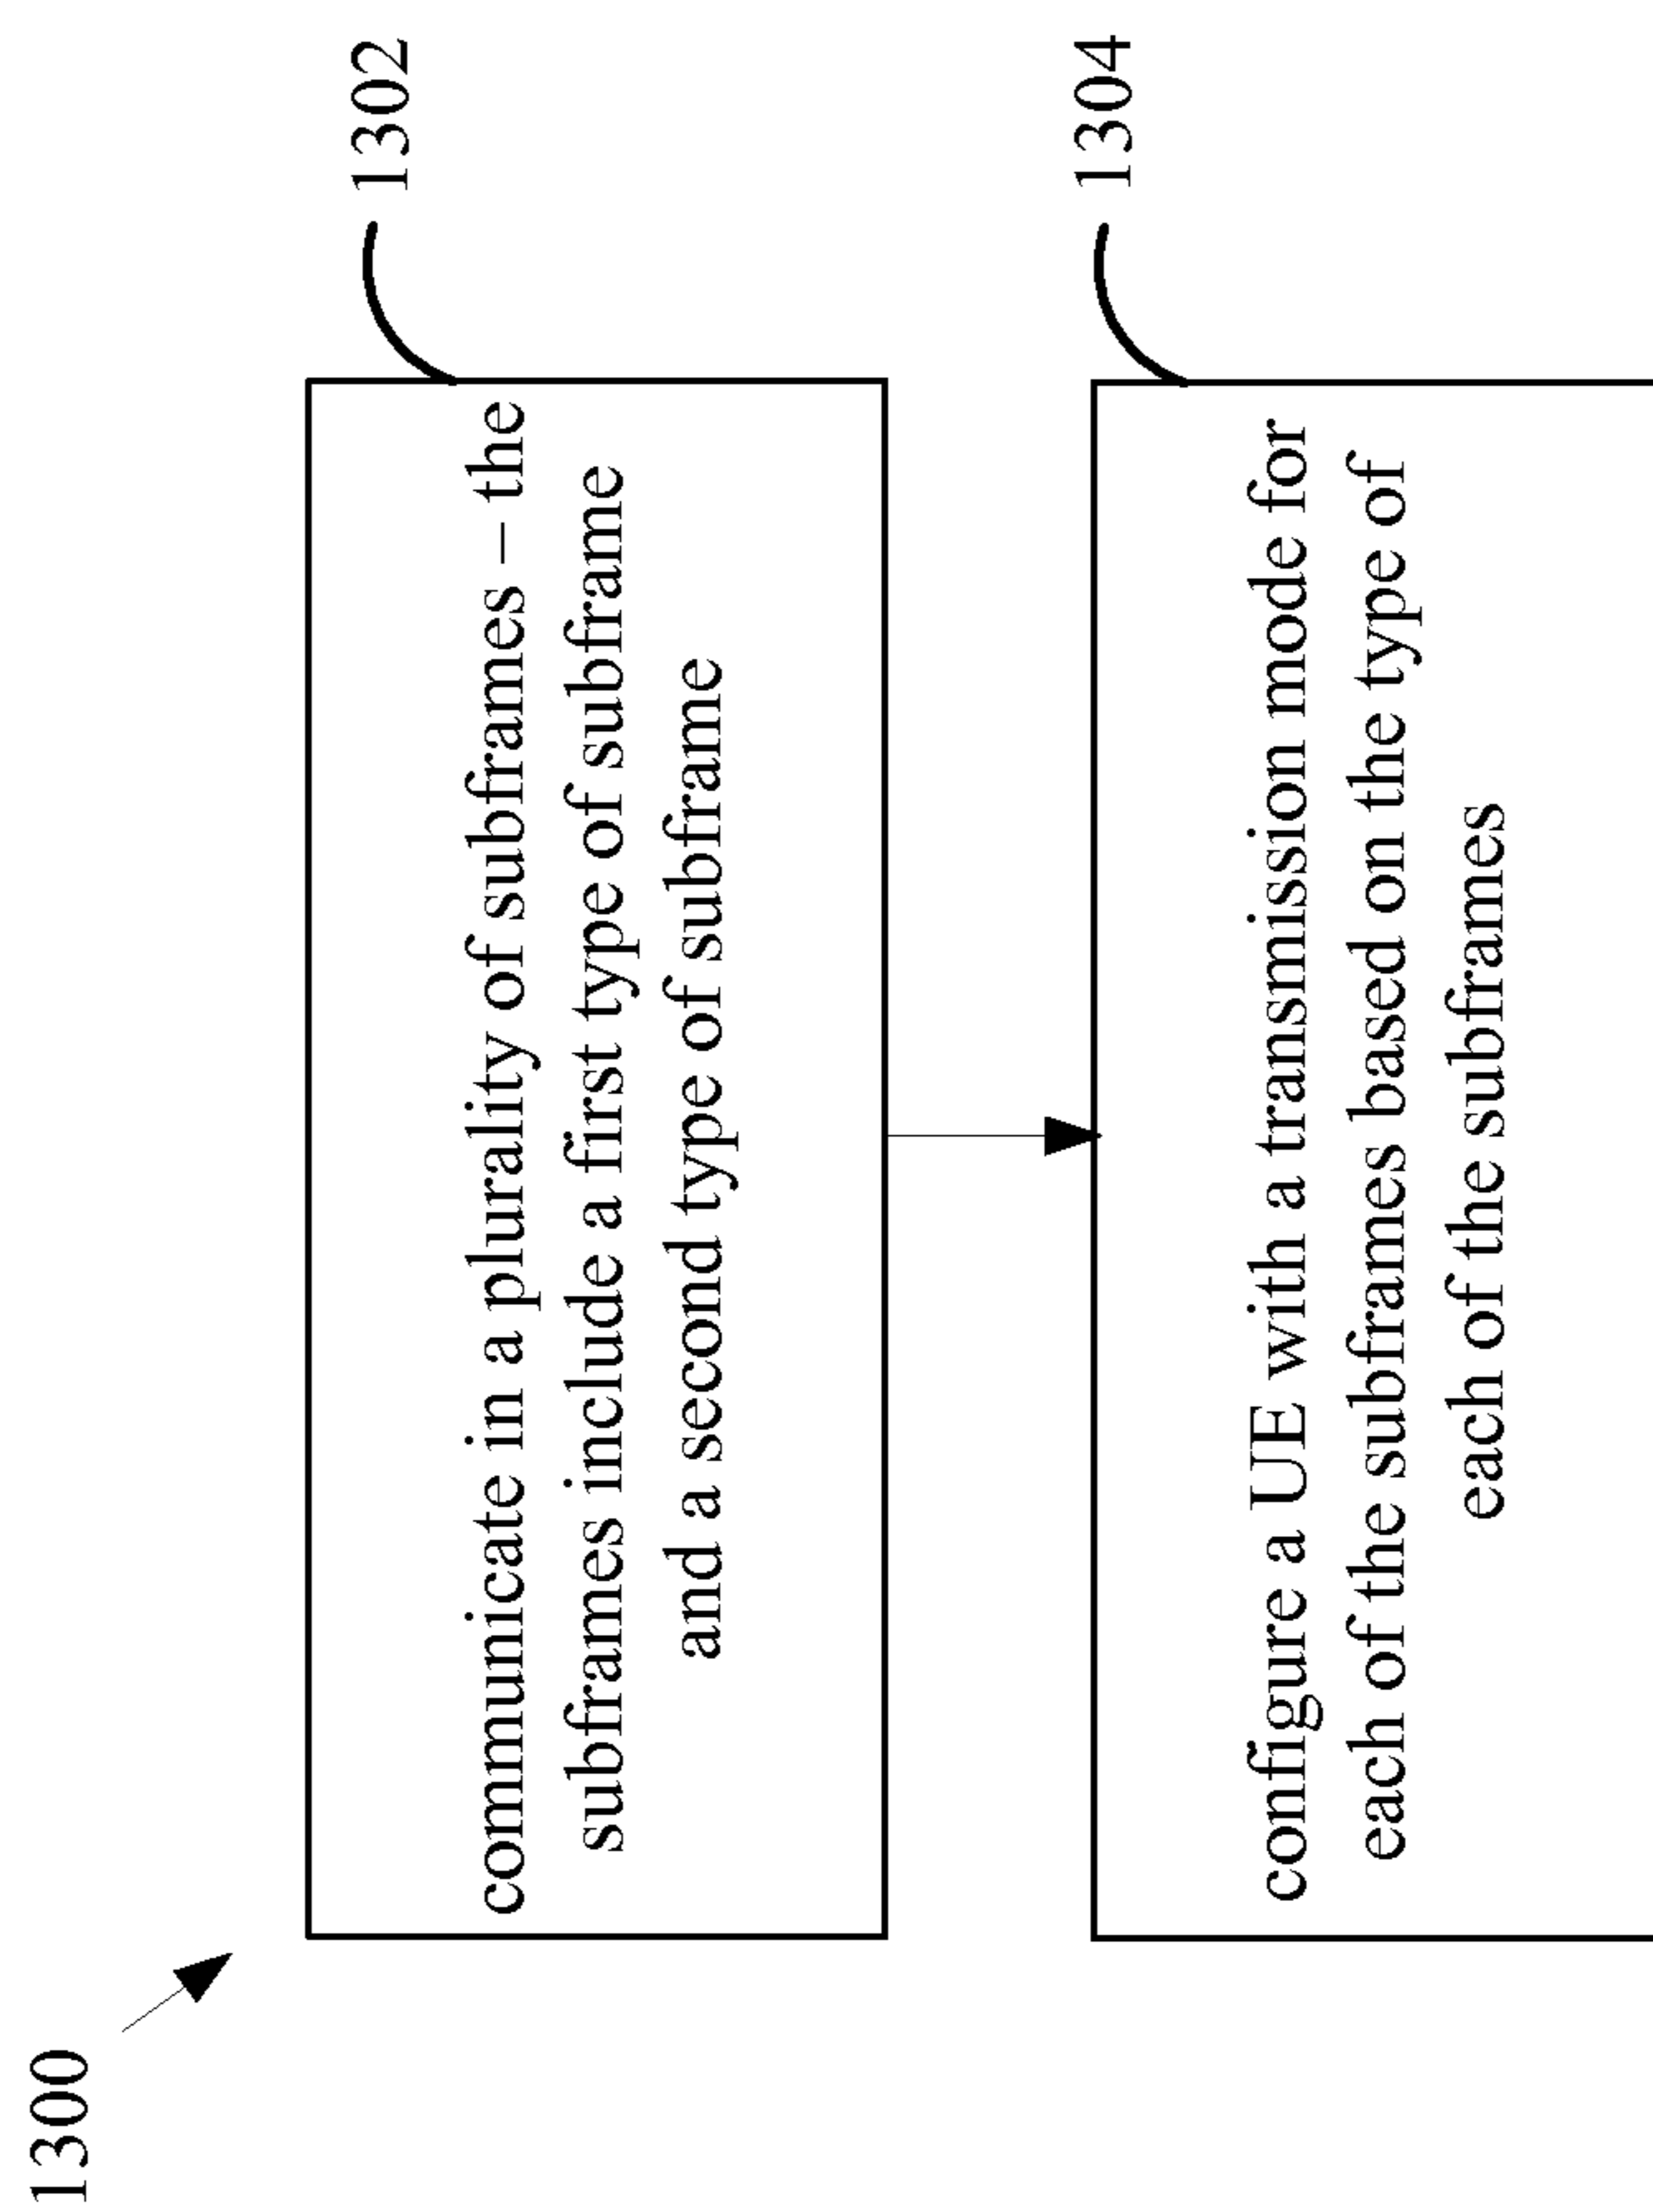 1300
1302
communicate in a plurality of subframes – the
subframes include a first type of subframe
and a second type of subframe
1304
configure a UE with a transmission mode for
each of the subframes based on the type of
each of the subframes